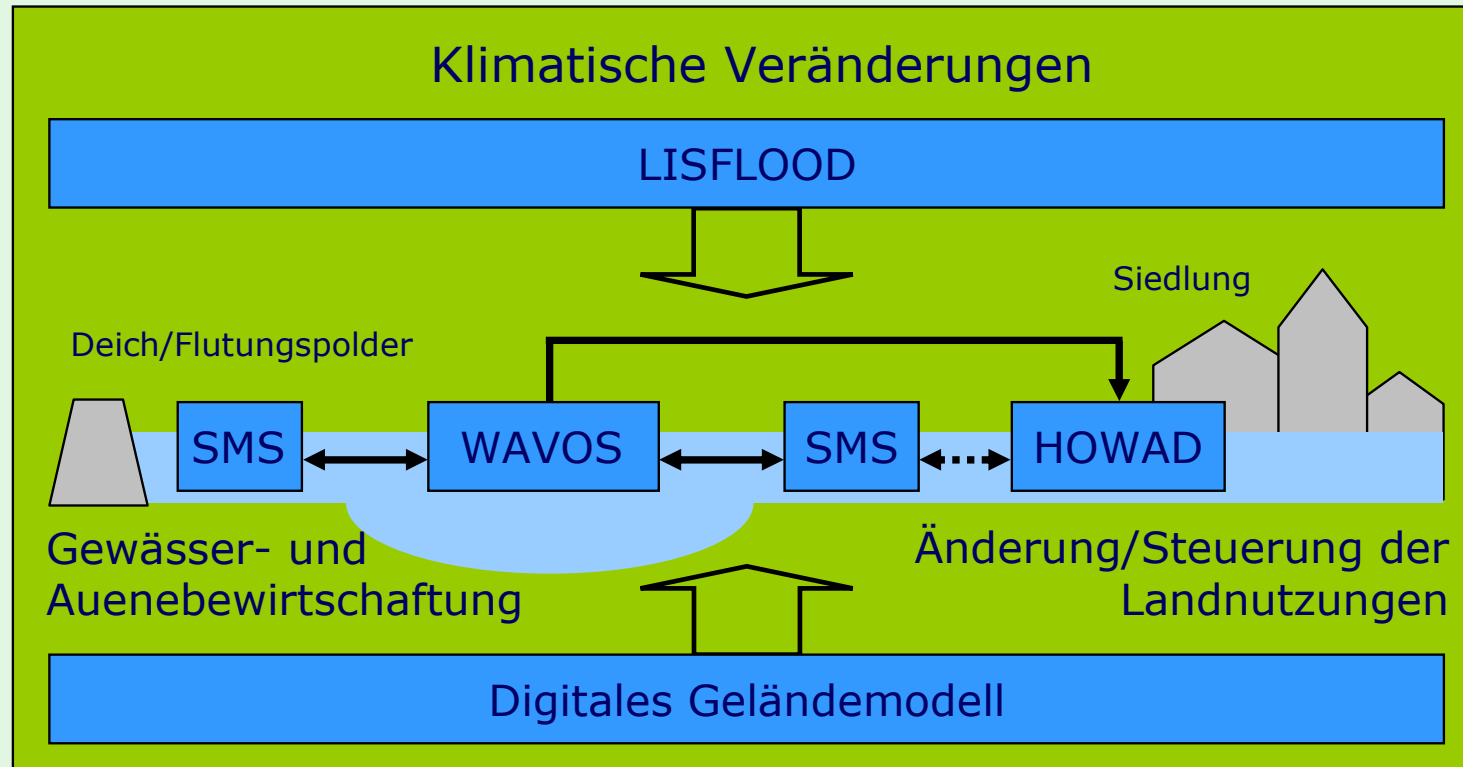 Klimatische Veränderungen
LISFLOOD
Siedlung
Deich/Flutungspolder
SMS
WAVOS
SMS
HOWAD
Gewässer- und
Auenebewirtschaftung
Änderung/Steuerung der
Landnutzungen
Digitales Geländemodell